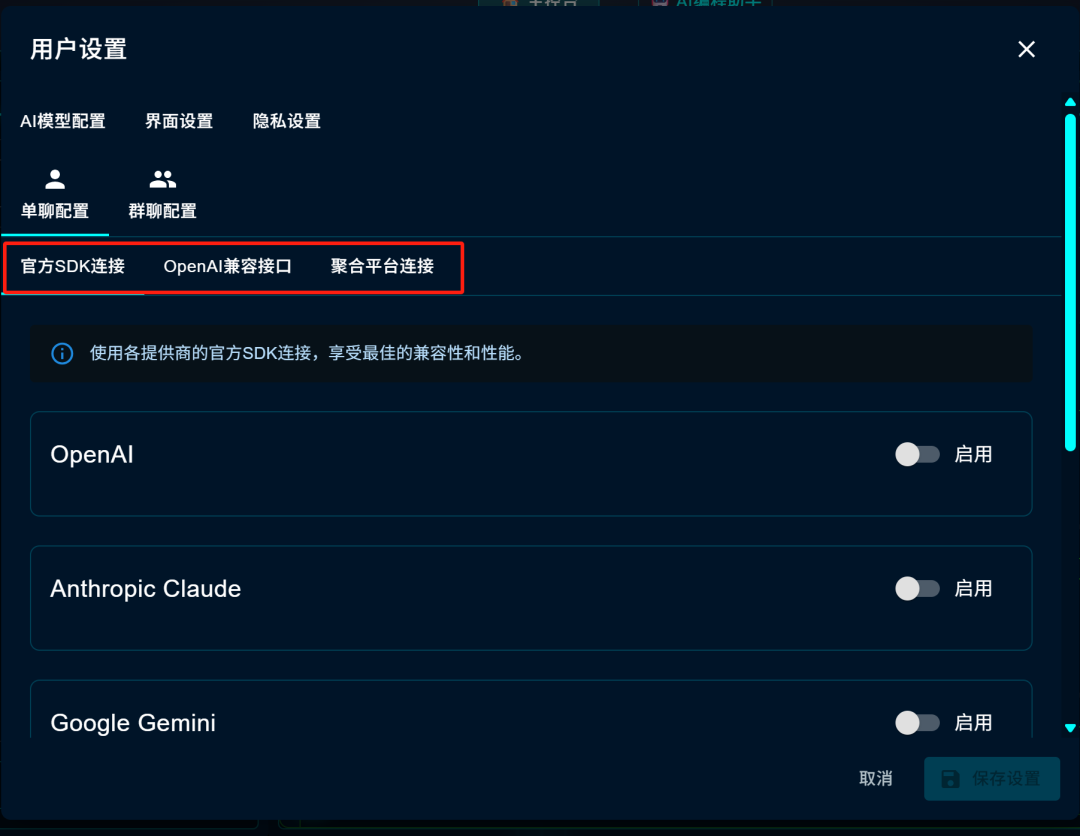 用户设置
AI模型配置 界面设置 隐私设置
单聊配置 群聊配置
官方SDK连接 OpenAI兼容接口 聚合平台连接
使用各提供商的官方SDK连接，享受最佳的兼容性和性能。
OpenAI 启用
Anthropic Claude 启用
Google Gemini 启用
取消 保存设置